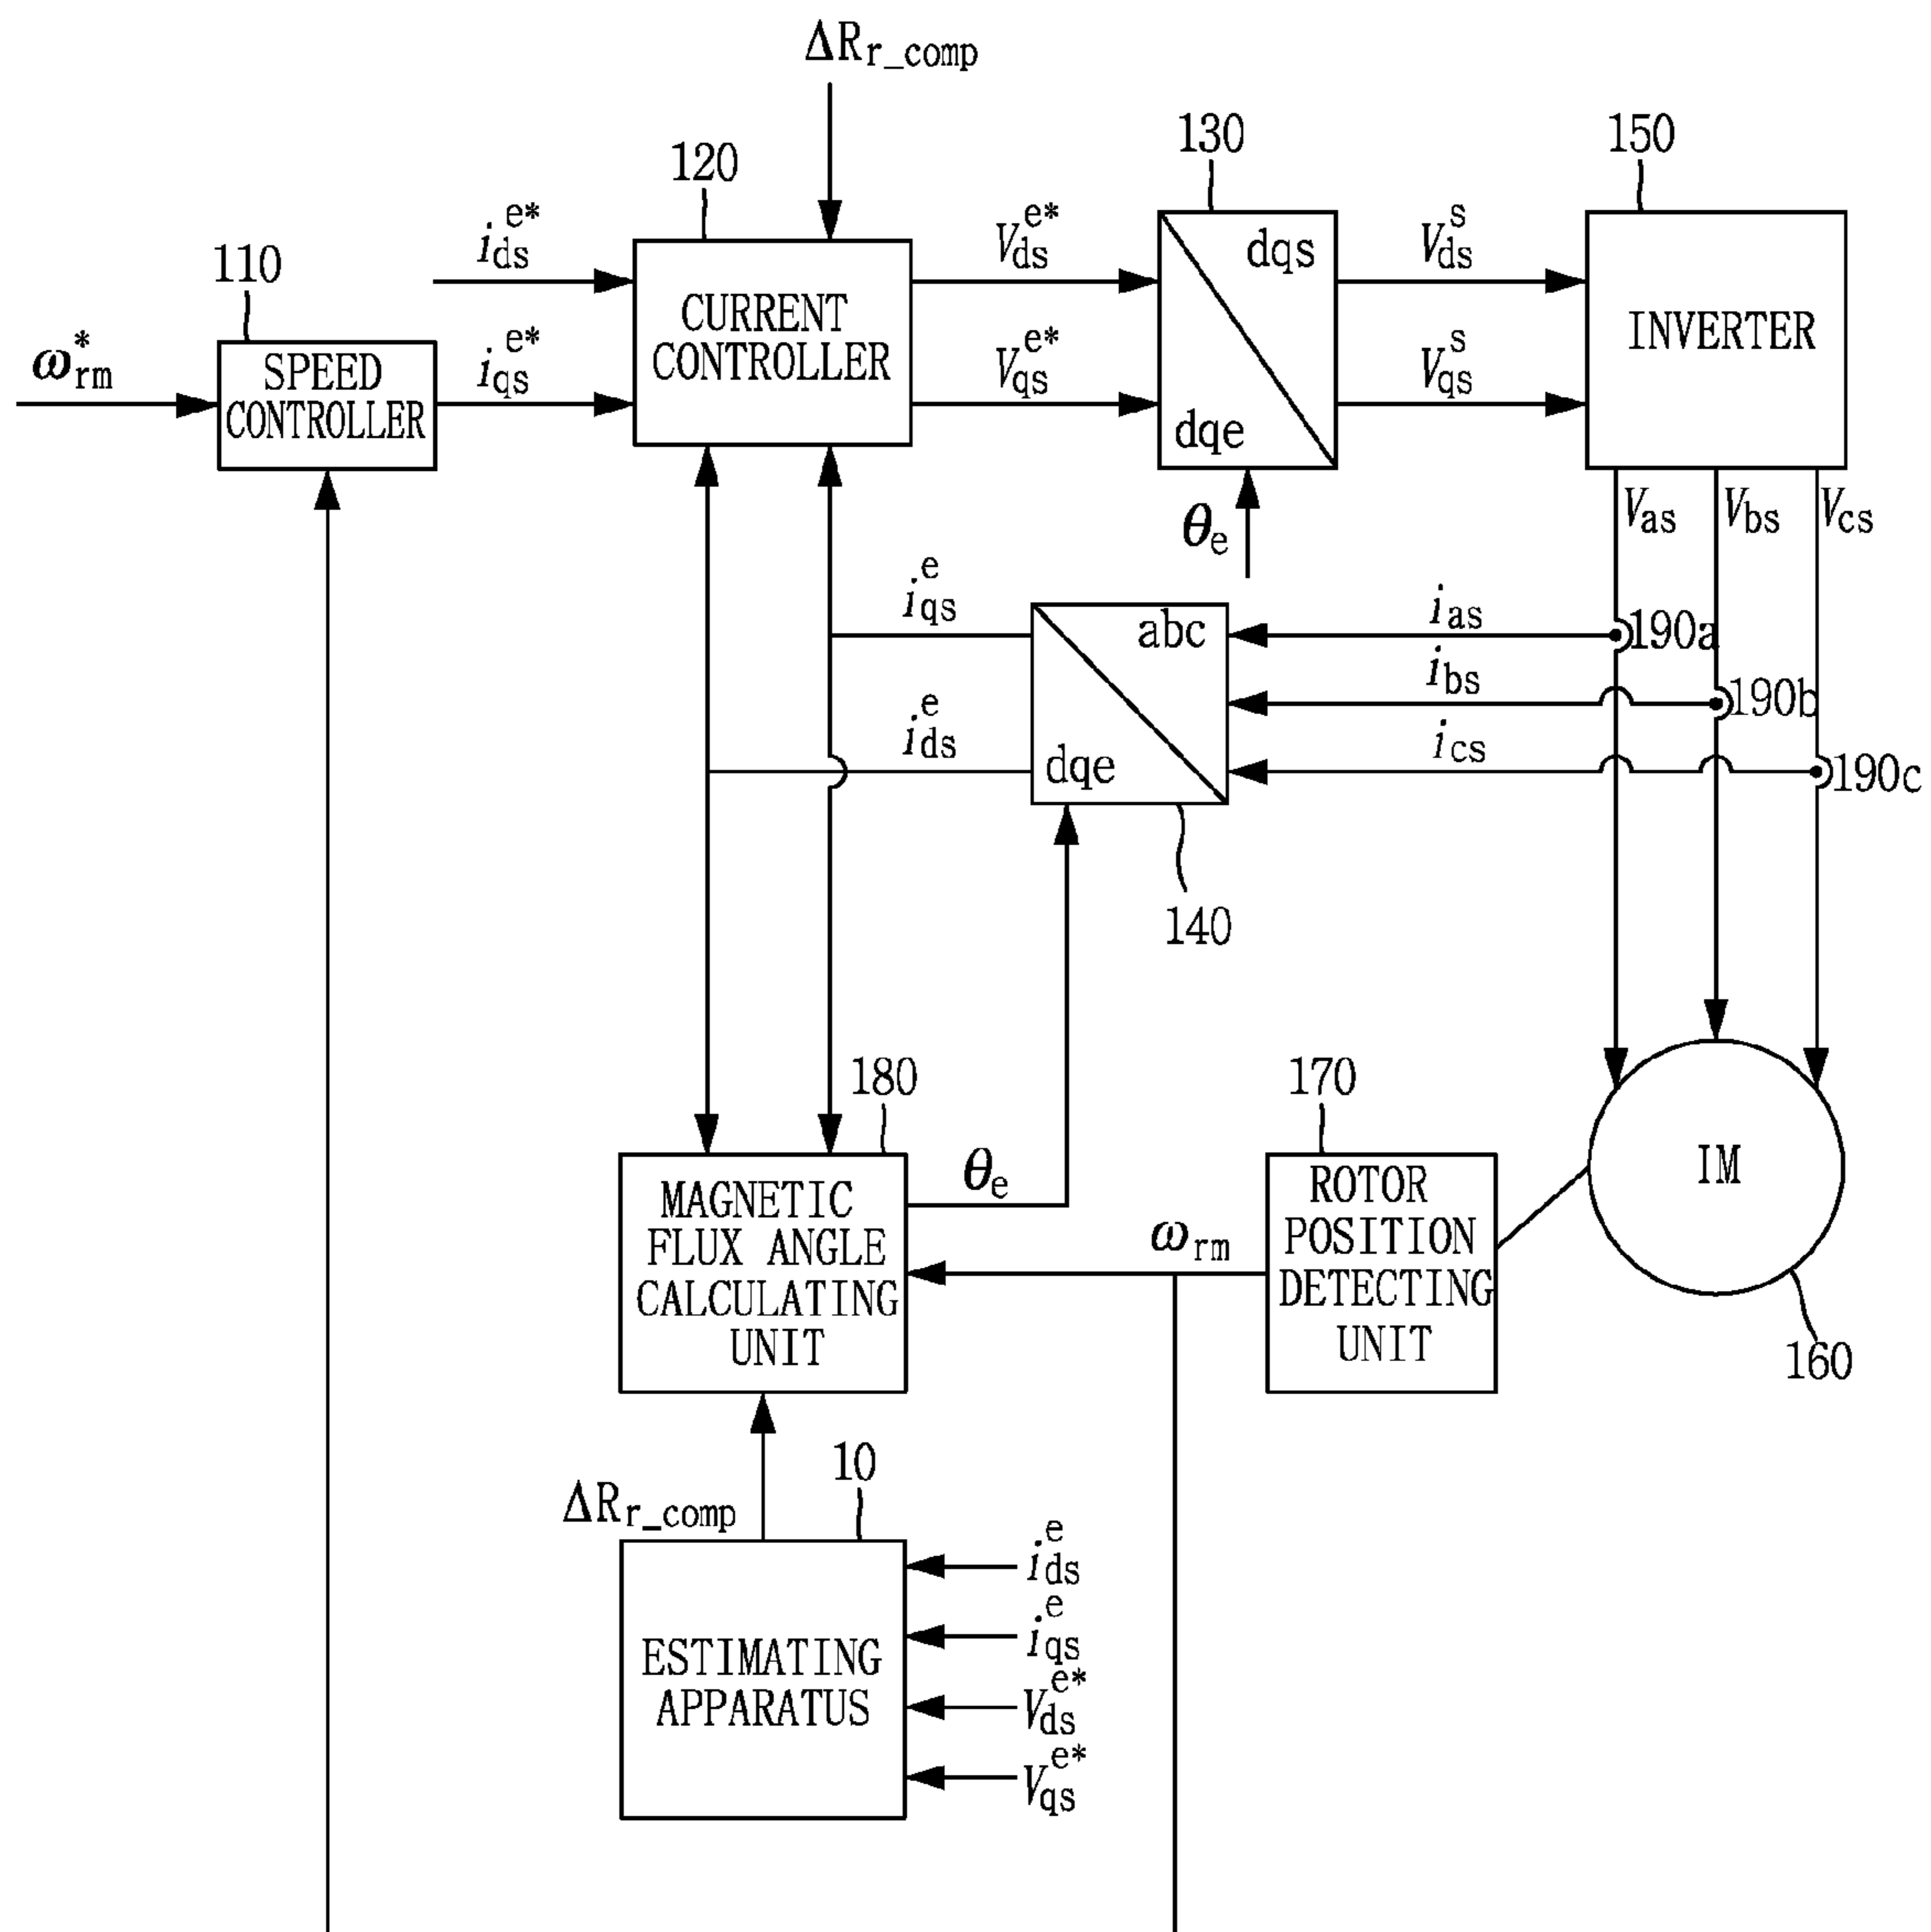 ΔRr_comp
120
130
150
110
i e* ds
V e* ds
dqs
V s ds
CURRENT
CONTROLLER
INVERTER
ω*rm
SPEED
CONTROLLER
i e* qs
V e* qs
dqe
V s qs
θe
Vas
Vbs
Vcs
i e qs
abc
ias
190a
ibs
190b
i e ds
dqe
ics
190c
140
180
170
MAGNETIC
FLUX ANGLE
CALCULATING
UNIT
θe
ωrm
ROTOR
POSITION
DETECTING
UNIT
IM
160
ΔRr_comp
10
ESTIMATING
APPARATUS
i e ds
i e qs
V e* ds
V e* qs